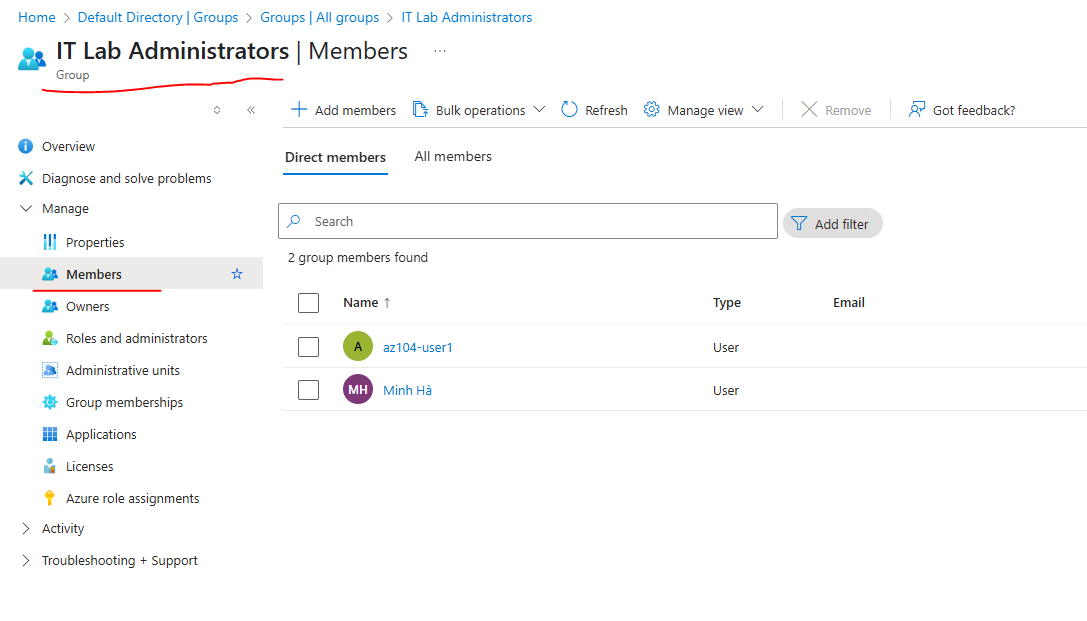 Home > Default Directory | Groups > Groups | All groups > IT Lab Administrators
IT Lab Administrators | Members ...
Group
Add members Bulk operations Refresh Manage view Remove Got feedback?
Overview
Diagnose and solve problems
Manage
Properties
Members
Owners
Roles and administrators
Administrative units
Group memberships
Applications
Licenses
Azure role assignments
Activity
Troubleshooting + Support
Direct members All members
Search Add filter
2 group members found
Name ↑ Type Email
A az104-user1 User
MH Minh Hà User